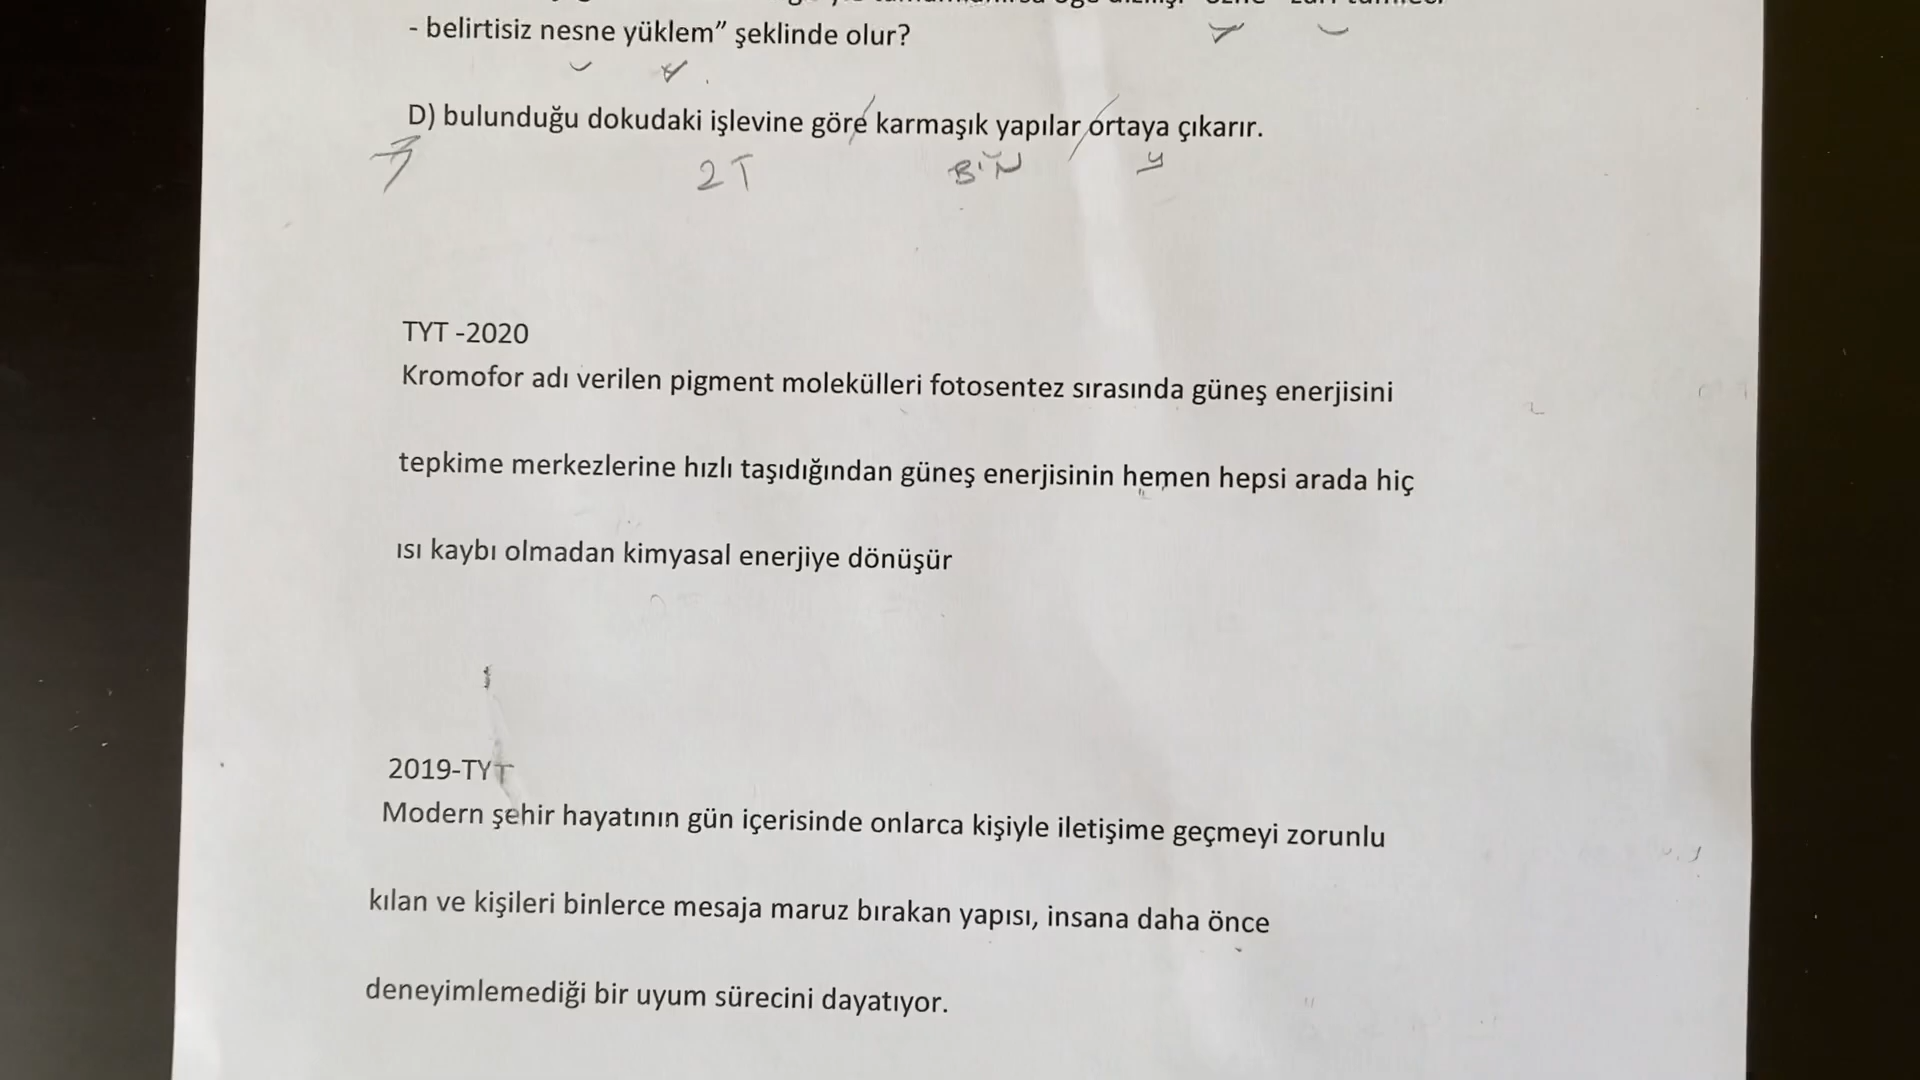 - belirtisiz nesne yüklem” şeklinde olur?
D) bulunduğu dokudaki işlevine göre karmaşık yapılar ortaya çıkarır.
2T BİN y
TYT -2020
Kromofor adı verilen pigment molekülleri fotosentez sırasında güneş enerjisini
tepkime merkezlerine hızlı taşıdığından güneş enerjisinin hemen hepsi arada hiç
ısı kaybı olmadan kimyasal enerjiye dönüşür
2019-TYT
Modern şehir hayatının gün içerisinde onlarca kişiyle iletişime geçmeyi zorunlu
kılan ve kişileri binlerce mesaja maruz bırakan yapısı, insana daha önce
deneyimlemediği bir uyum sürecini dayatıyor.